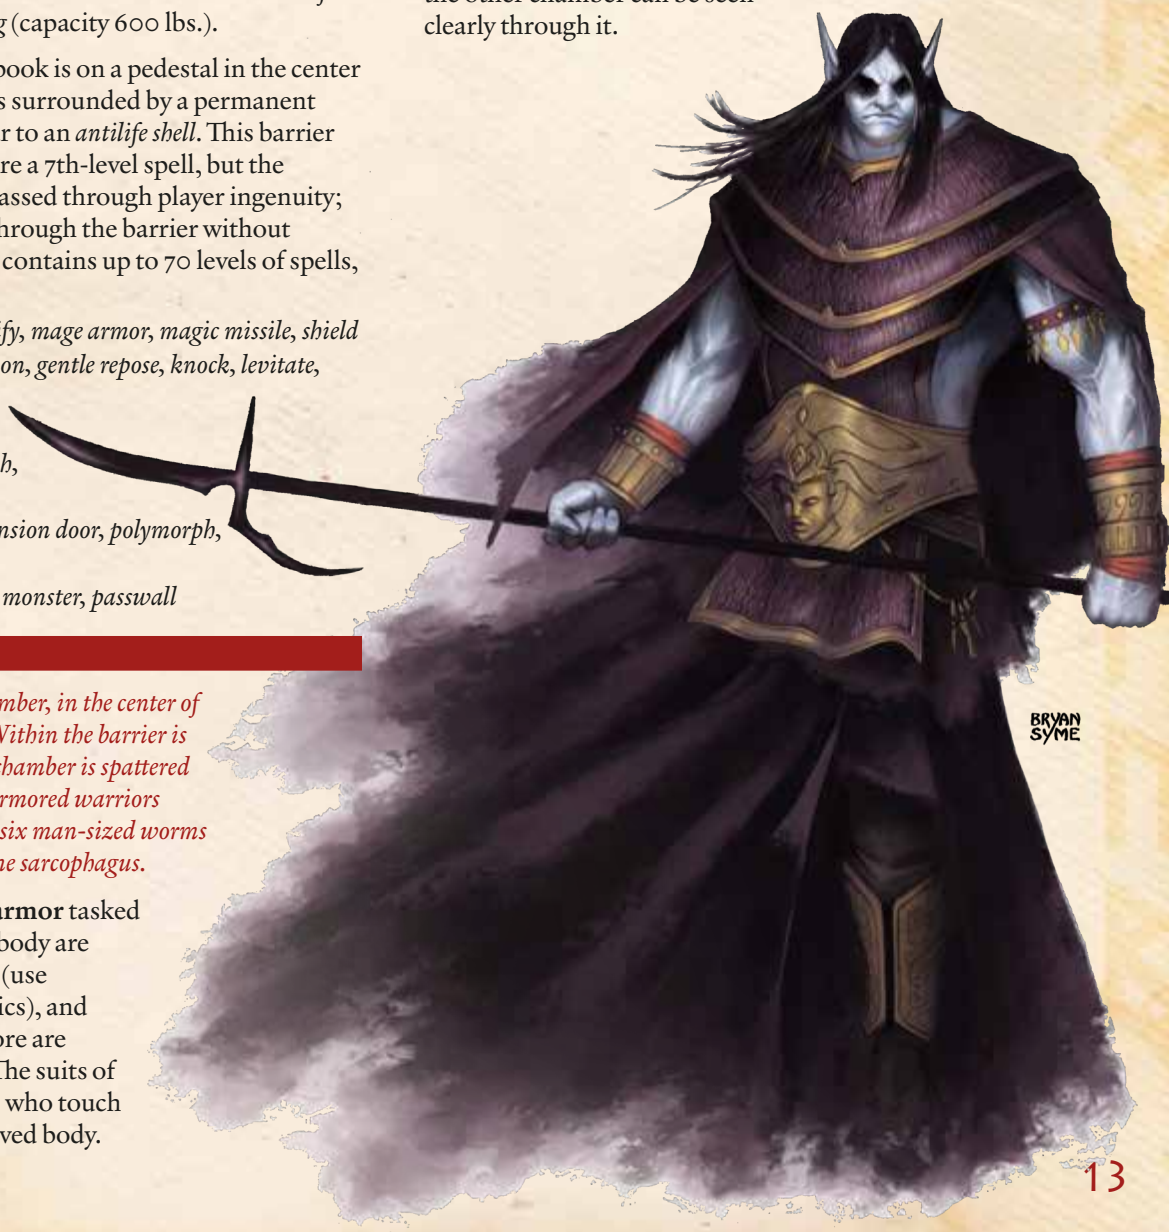 g (capacity 600 lbs.).
book is on a pedestal in the center
s surrounded by a permanent
r to an antilife shell. This barrier
re a 7th-level spell, but the
assed through player ingenuity;
hrough the barrier without
contains up to 70 levels of spells,
ify, mage armor, magic missile, shield
on, gentle repose, knock, levitate,
h,
nsion door, polymorph,
monster, passwall
mber, in the center of
Within the barrier is
chamber is spattered
rmored warriors
six man-sized worms
ne sarcophagus.
armor tasked
body are
(use
ics), and
ore are
The suits of
who touch
ved body.
the other chamber can be seen
clearly through it.
BRYAN
SYME
13